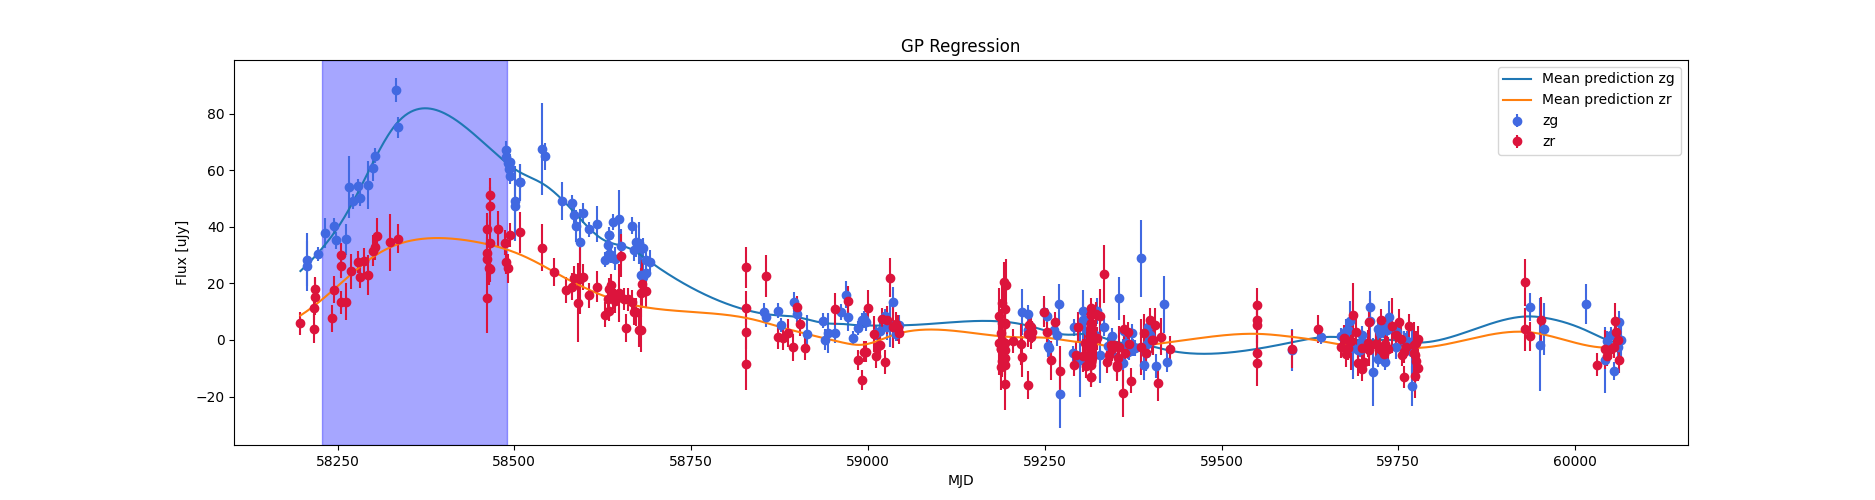 GP Regression
Mean prediction zg
Mean prediction zr
zg
zr
Flux [uJy]
80
60
40
20
0
−20
58250
58500
58750
59000
59250
59500
59750
60000
MJD